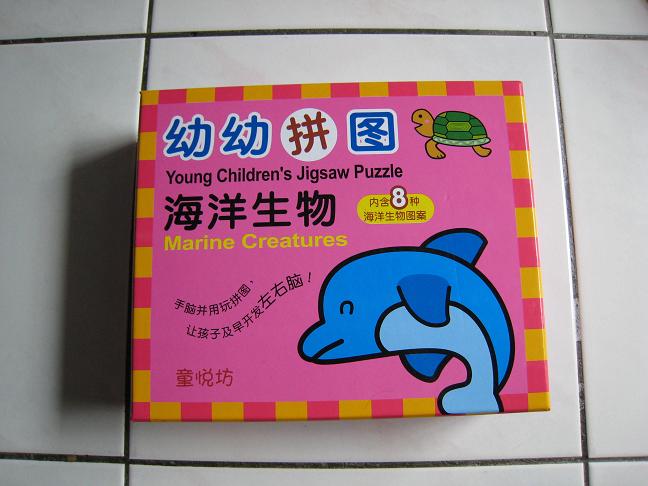 幼幼拼图
Young Children's Jigsaw Puzzle
海洋生物
内含8种
海洋生物图案
Marine Creatures
手脑并用玩拼图，
让孩子及早开发左右脑！
童悦坊